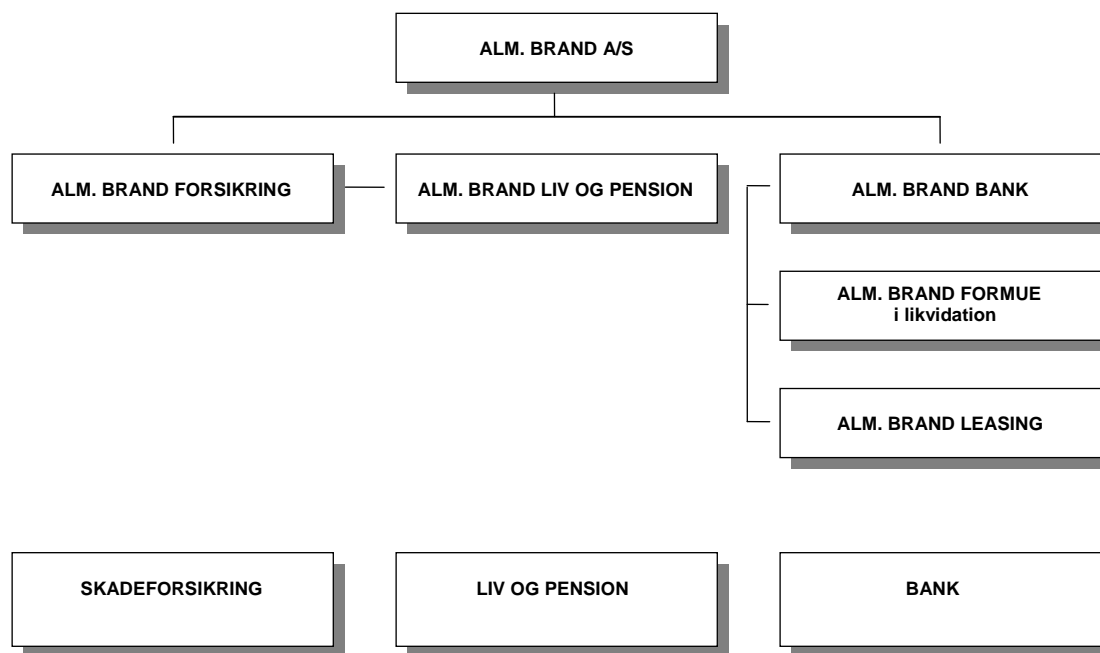 ALM. BRAND A/S
ALM. BRAND FORSIKRING
ALM. BRAND LIV OG PENSION
ALM. BRAND BANK
ALM. BRAND FORMUE
i likvidation
ALM. BRAND LEASING
SKADEFORSIKRING
LIV OG PENSION
BANK